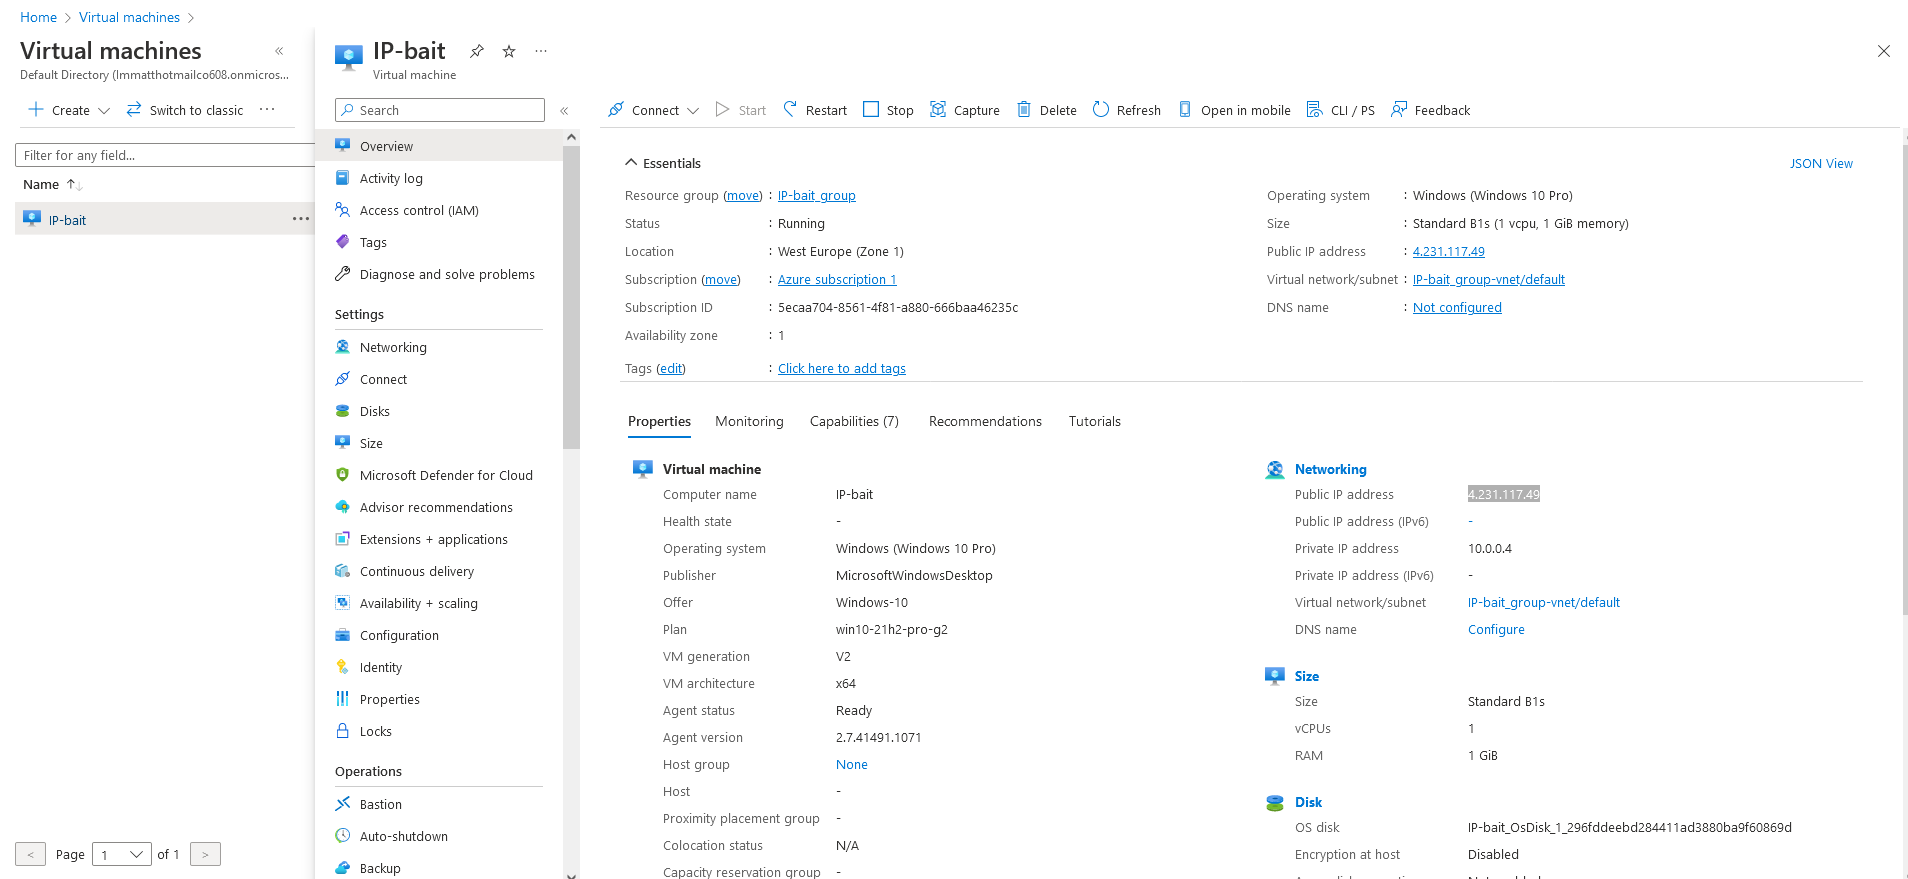 Home > Virtual machines >
Virtual machines «
Default Directory (Immatthotmailco608.onmicros...
+ Create Switch to classic ...
Filter for any field...
Name ↑↓
IP-bait ...
< Page 1 of 1 >
IP-bait ...
Virtual machine
Search «
Overview
Activity log
Access control (IAM)
Tags
Diagnose and solve problems
Settings
Networking
Connect
Disks
Size
Microsoft Defender for Cloud
Advisor recommendations
Extensions + applications
Continuous delivery
Availability + scaling
Configuration
Identity
Properties
Locks
Operations
Bastion
Auto-shutdown
Backup
Connect Start Restart Stop Capture Delete Refresh Open in mobile CLI / PS Feedback
Essentials JSON View
Resource group (move) : IP-bait_group
Status : Running
Location : West Europe (Zone 1)
Subscription (move) : Azure subscription 1
Subscription ID : 5ecaa704-8561-4f81-a880-666baa46235c
Availability zone : 1
Tags (edit) : Click here to add tags
Operating system : Windows (Windows 10 Pro)
Size : Standard B1s (1 vcpu, 1 GiB memory)
Public IP address : 4.231.117.49
Virtual network/subnet : IP-bait_group-vnet/default
DNS name : Not configured
Properties Monitoring Capabilities (7) Recommendations Tutorials
Virtual machine
Computer name IP-bait
Health state -
Operating system Windows (Windows 10 Pro)
Publisher MicrosoftWindowsDesktop
Offer Windows-10
Plan win10-21h2-pro-g2
VM generation V2
VM architecture x64
Agent status Ready
Agent version 2.7.41491.1071
Host group None
Host -
Proximity placement group -
Colocation status N/A
Capacity reservation group -
Networking
Public IP address 4.231.117.49
Public IP address (IPv6) -
Private IP address 10.0.0.4
Private IP address (IPv6) -
Virtual network/subnet IP-bait_group-vnet/default
DNS name Configure
Size
Size Standard B1s
vCPUs 1
RAM 1 GiB
Disk
OS disk IP-bait_OsDisk_1_296fddeebd284411ad3880ba9f60869d
Encryption at host Disabled